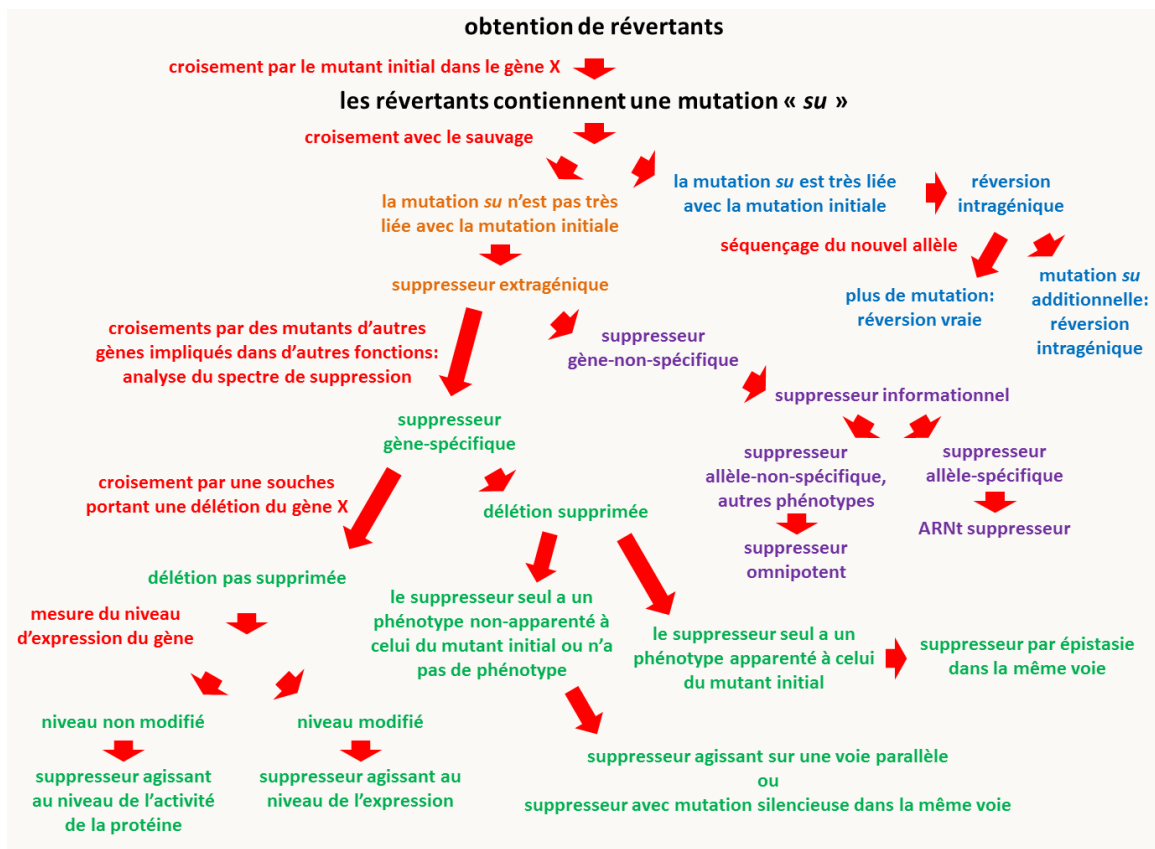 obtention de révertants
croisement par le mutant initial dans le gène X
les révertants contiennent une mutation « su »
croisement avec le sauvage
la mutation su n'est pas très
liée avec la mutation initiale
la mutation su est très liée
avec la mutation initiale
réversion
intragénique
séquençage du nouvel allèle
suppresseur extragénique
plus de mutation:
réversion vraie
mutation su
additionnelle:
réversion
intragénique
croisements par des mutants d'autres
gènes impliqués dans d'autres fonctions:
analyse du spectre de suppression
suppresseur
gène-non-spécifique
suppresseur informationnel
suppresseur
gène-spécifique
suppresseur
allèle-non-spécifique,
autres phénotypes
suppresseur
allèle-spécifique
croisement par une souches
portant une délétion du gène X
délétion supprimée
ARNt suppresseur
suppresseur
omnipotent
délétion pas supprimée
mesure du niveau
d'expression du gène
le suppresseur seul a un
phénotype non-apparenté à
celui du mutant initial ou n'a
pas de phénotype
le suppresseur seul a un
phénotype apparenté à celui
du mutant initial
suppresseur par épistasie
dans la même voie
niveau non modifié
niveau modifié
suppresseur agissant
au niveau de l'activité
de la protéine
suppresseur agissant au
niveau de l'expression
suppresseur agissant sur une voie parallèle
ou
suppresseur avec mutation silencieuse dans la même voie